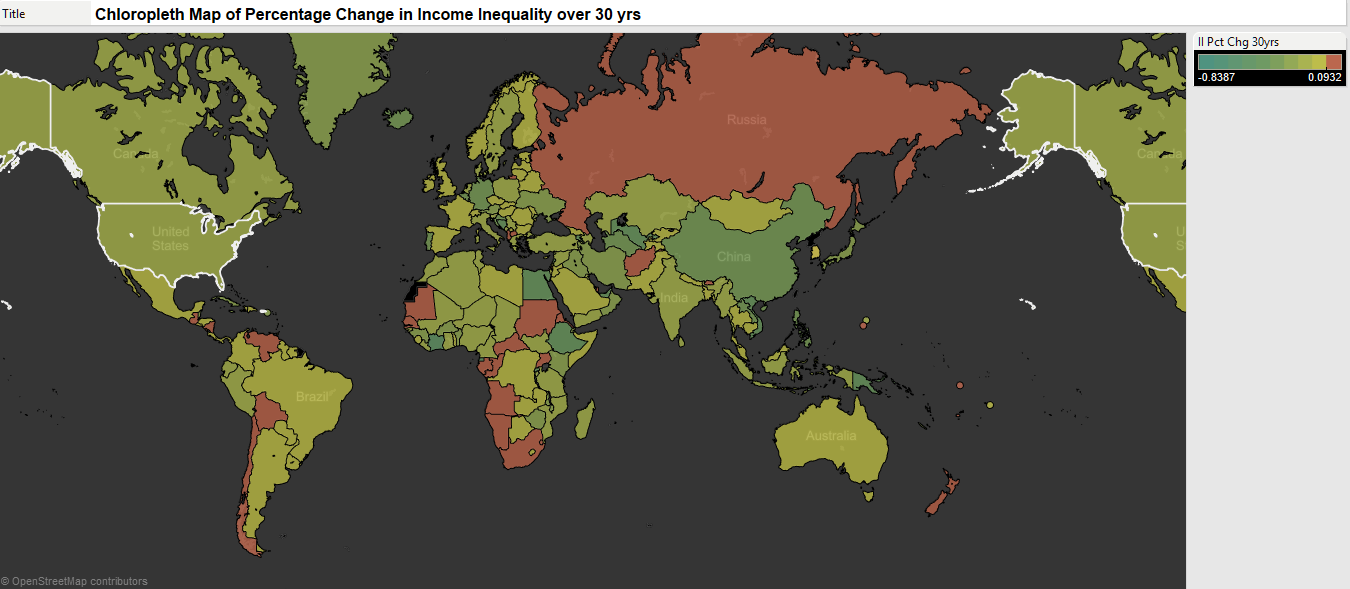 Title
Chloropleth Map of Percentage Change in Income Inequality over 30 yrs
II Pct Chg 30yrs
-0.8387 0.0932
Russia
Canada
Canada
United
States
U
S
China
India
Brazil
Australia
© OpenStreetMap contributors